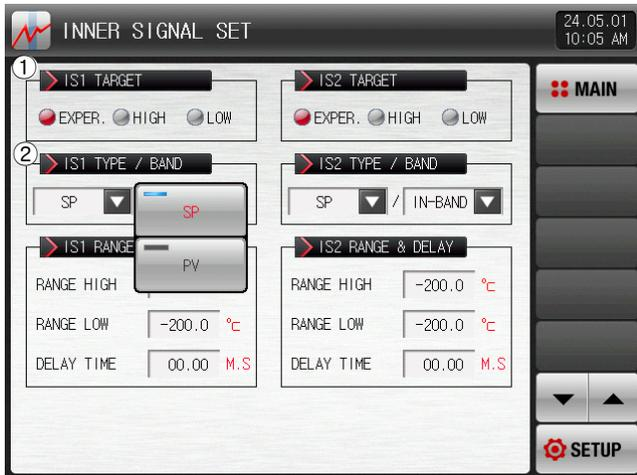 INNER SIGNAL SET
24.05.01
10:05 AM
①
IS1 TARGET
EXPER. HIGH LOW
IS2 TARGET
EXPER. HIGH LOW
②
IS1 TYPE / BAND
SP
SP
PV
IS2 TYPE / BAND
SP / IN-BAND
IS1 RANGE
RANGE HIGH
RANGE LOW -200.0 °C
DELAY TIME 00.00 M.S
IS2 RANGE & DELAY
RANGE HIGH -200.0 °C
RANGE LOW -200.0 °C
DELAY TIME 00.00 M.S
MAIN
SETUP